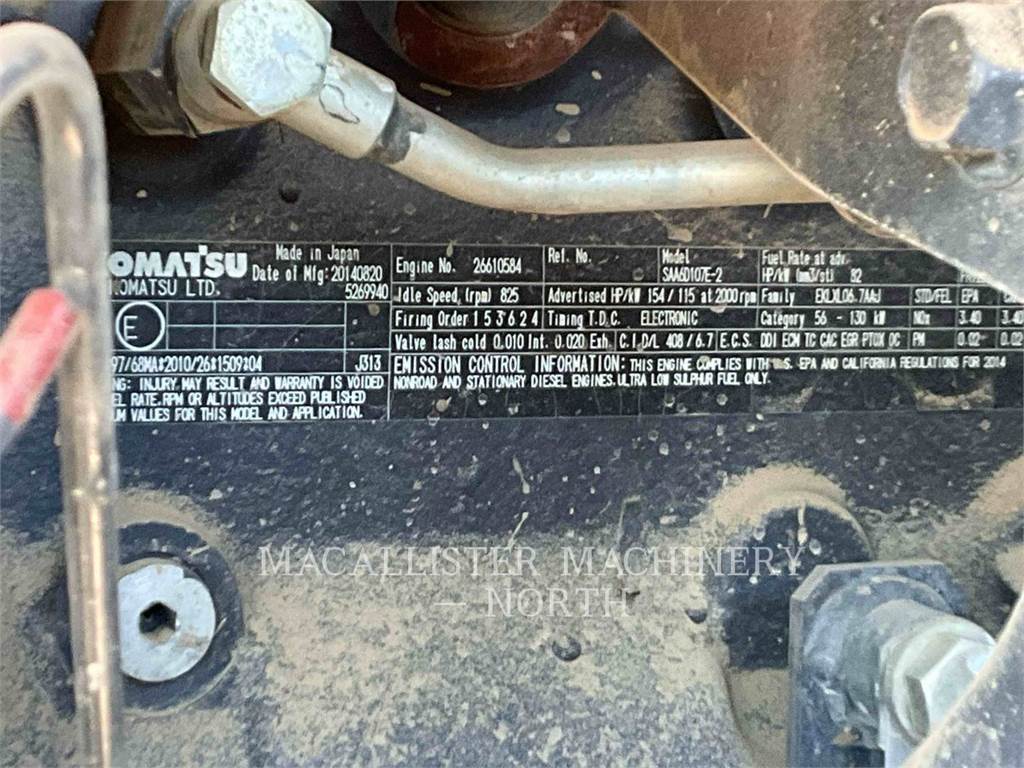 OMATSU Made in Japan
Date of Mfg: 20140820
KOMATSU LTD. 5269940
E
97/68MA*2010/26*1509*04 J313
NG: INJURY, MAY RESULT AND WARRANTY IS VOIDED
EL RATE, RPM OR ALTITUDES EXCEED PUBLISHED
UM VALUES FOR THIS MODEL AND APPLICATION.
Engine No. 26610584
Ref. No.
Model
SAA6D107E-2
Fuel Rate at adv.
HP/kW (mm3/st) 82
Idle Speed, (rpm) 825
Advertised HP/kW 154 / 115 at 2000 rpm
Family EKLXL06.7AAJ
STD/FEL EPA
Firing Order 1 5 3 6 2 4
Timing T.D.C. ELECTRONIC
Category 56 - 130 kW
NOx 3.40 3.40
Valve lash cold 0.010 Int. 0.020 Exh.
C.I.D/L 408 / 6.7
E.C.S. DDI ECM TC CAC EGR PTOX OC
PM 0.02 0.02
EMISSION CONTROL INFORMATION: THIS ENGINE COMPLIES WITH U.S. EPA AND CALIFORNIA REGULATIONS FOR 2014
NONROAD AND STATIONARY DIESEL ENGINES. ULTRA LOW SULPHUR FUEL ONLY.
MACALLISTER MACHINERY
– NORTH